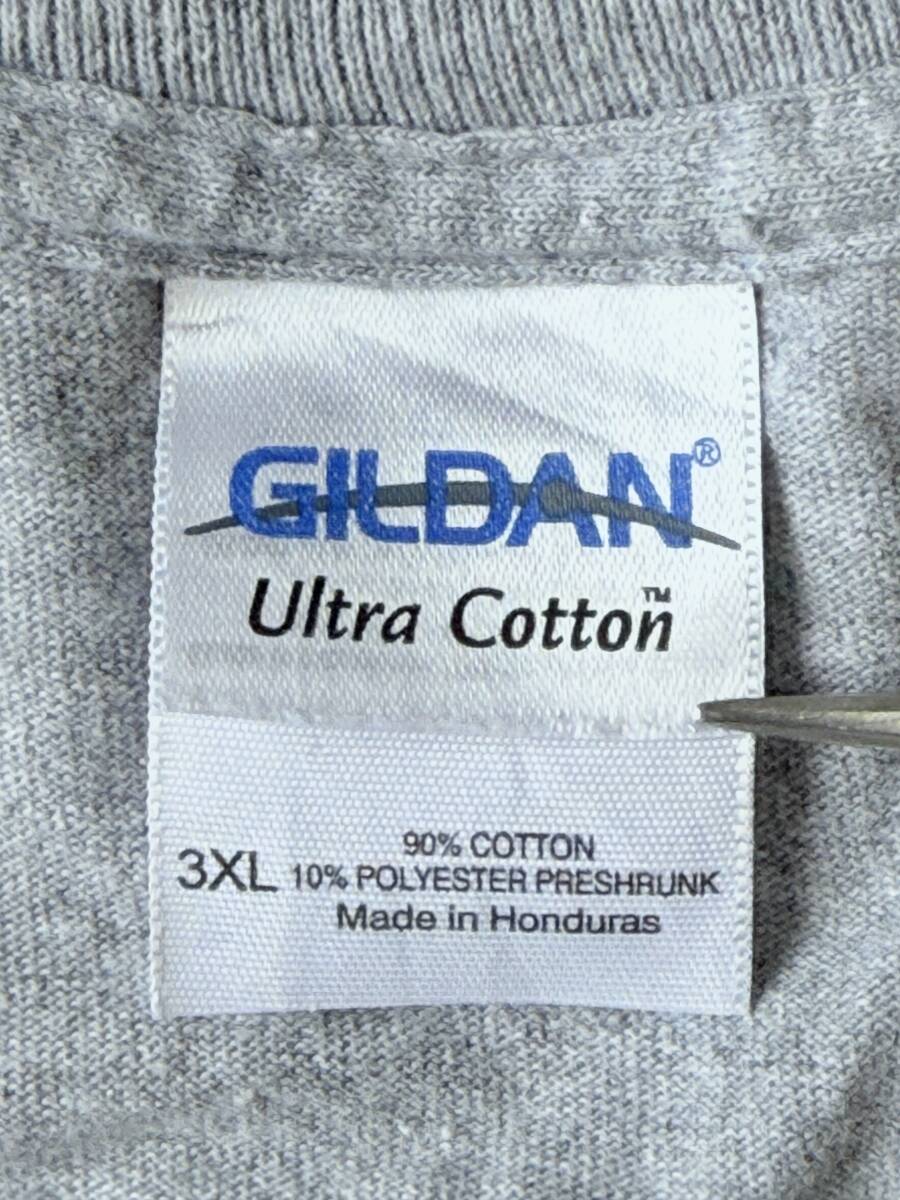 GILDAN®
Ultra Cotton™
90% COTTON
3XL 10% POLYESTER PRESHRUNK
Made in Honduras